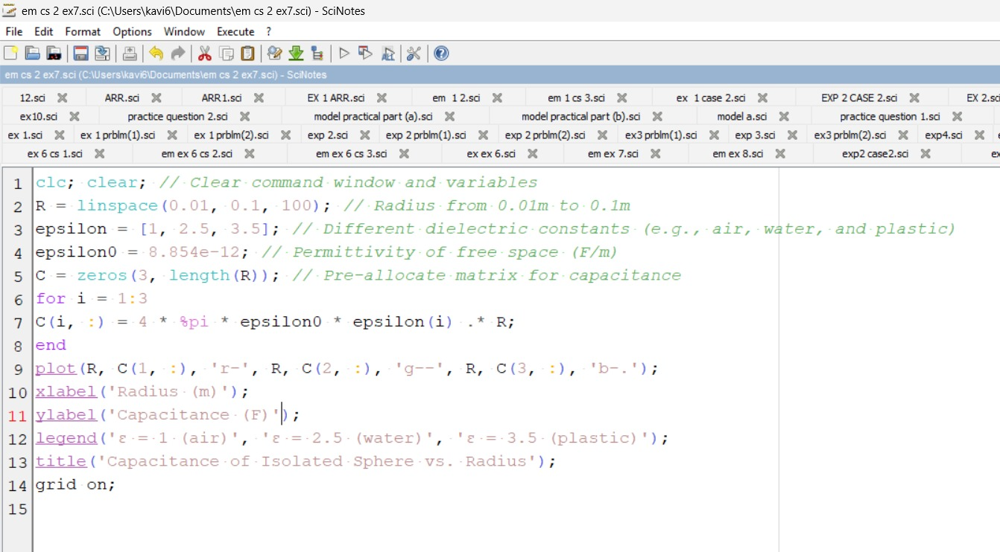 em cs 2 ex7.sci (C:\Users\kavi6\Documents\em cs 2 ex7.sci) - SciNotes
File Edit Format Options Window Execute ?
em cs 2 ex7.sci (C:\Users\kavi6\Documents\em cs 2 ex7.sci) - SciNotes
12.sci ARR.sci ARR1.sci EX 1 ARR.sci em 1 2.sci em 1 cs 3.sci ex 1 case 2.sci EXP 2 CASE 2.sci EX 2.sci
ex10.sci practice question 2.sci model practical part (a).sci model practical part (b).sci model a.sci practice question 1.sci
ex 1.sci ex 1 prblm(1).sci ex 1 prblm(2).sci exp 2.sci exp 2 prblm(1).sci exp 2 prblm(2).sci ex3 prblm(1).sci exp 3.sci ex3 prblm(2).sci exp4.sci
ex 6 cs 1.sci em ex 6 cs 2.sci em ex 6 cs 3.sci ex ex 6.sci em ex 7.sci em ex 8.sci exp2 case2.sci ex
1 clc; clear; // Clear command window and variables
2 R = linspace(0.01, 0.1, 100); // Radius from 0.01m to 0.1m
3 epsilon = [1, 2.5, 3.5]; // Different dielectric constants (e.g., air, water, and plastic)
4 epsilon0 = 8.854e-12; // Permittivity of free space (F/m)
5 C = zeros(3, length(R)); // Pre-allocate matrix for capacitance
6 for i = 1:3
7 C(i, :) = 4 * %pi * epsilon0 * epsilon(i) .* R;
8 end
9 plot(R, C(1, :), 'r-', R, C(2, :), 'g--', R, C(3, :), 'b-.');
10 xlabel('Radius (m)');
11 ylabel('Capacitance (F)');
12 legend('ε = 1 (air)', 'ε = 2.5 (water)', 'ε = 3.5 (plastic)');
13 title('Capacitance of Isolated Sphere vs. Radius');
14 grid on;
15